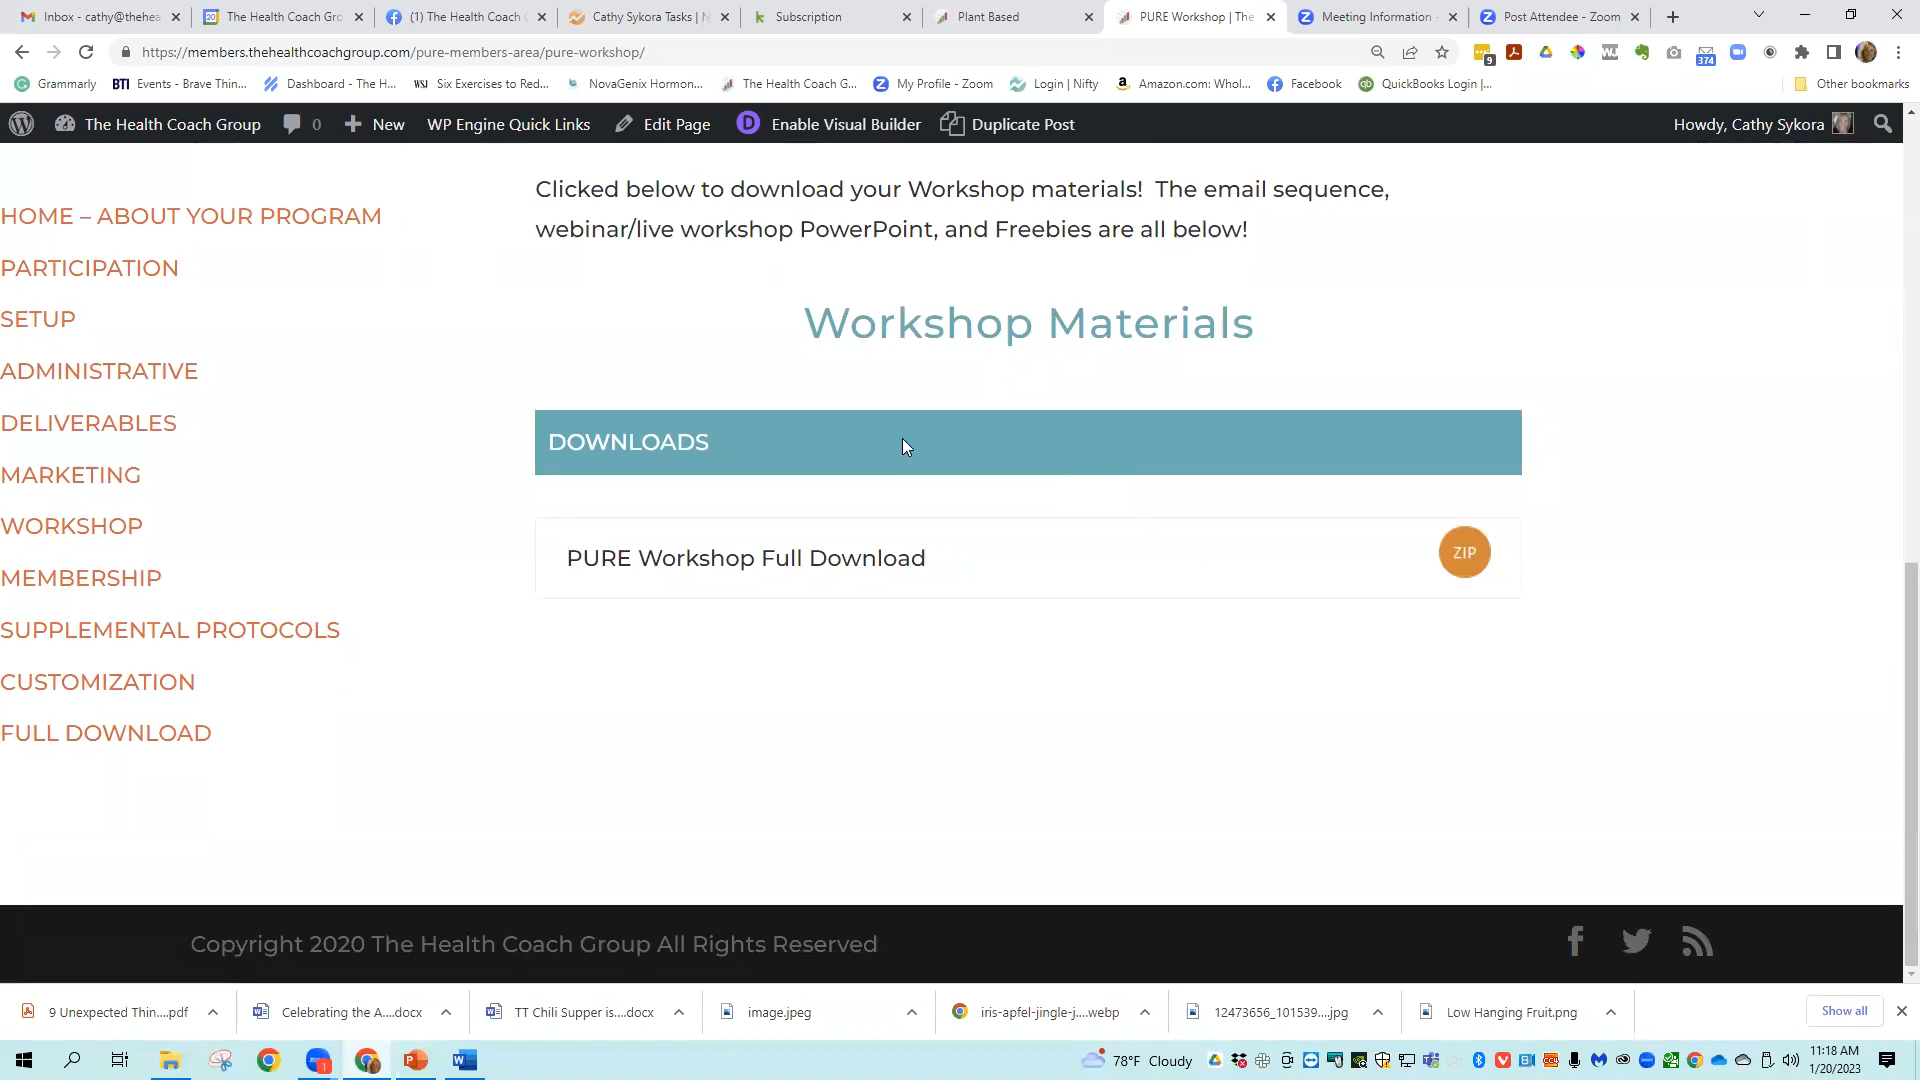 Inbox - cathy@thehea
The Health Coach Gro
(1) The Health Coach
Cathy Sykora Tasks | N
Subscription
Plant Based
PURE Workshop | The
Meeting Information -
Post Attendee - Zoom
https://members.thehealthcoachgroup.com/pure-members-area/pure-workshop/
9
374
Grammarly
BTI Events - Brave Thin...
Dashboard - The H...
WSJ Six Exercises to Red...
NovaGenix Hormon...
The Health Coach G...
My Profile - Zoom
Login | Nifty
Amazon.com: Whol...
Facebook
QuickBooks Login |...
Other bookmarks
The Health Coach Group
0
New
WP Engine Quick Links
Edit Page
D Enable Visual Builder
Duplicate Post
Howdy, Cathy Sykora
HOME – ABOUT YOUR PROGRAM
PARTICIPATION
SETUP
ADMINISTRATIVE
DELIVERABLES
MARKETING
WORKSHOP
MEMBERSHIP
SUPPLEMENTAL PROTOCOLS
CUSTOMIZATION
FULL DOWNLOAD
Clicked below to download your Workshop materials!  The email sequence,
webinar/live workshop PowerPoint, and Freebies are all below!
Workshop Materials
DOWNLOADS
PURE Workshop Full Download
ZIP
Copyright 2020 The Health Coach Group All Rights Reserved
9 Unexpected Thin....pdf
Celebrating the A....docx
TT Chili Supper is....docx
image.jpeg
iris-apfel-jingle-j....webp
12473656_101539....jpg
Low Hanging Fruit.png
Show all
78°F Cloudy
11:18 AM
1/20/2023